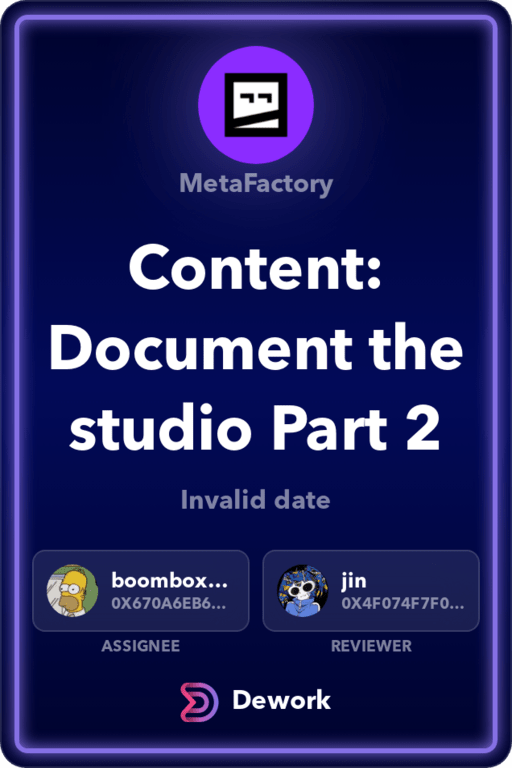 MetaFactory
Content:
Document the
studio Part 2
Invalid date
boombox...
0X670A6EB6...
ASSIGNEE
jin
0X4F074F7F0...
REVIEWER
Dework